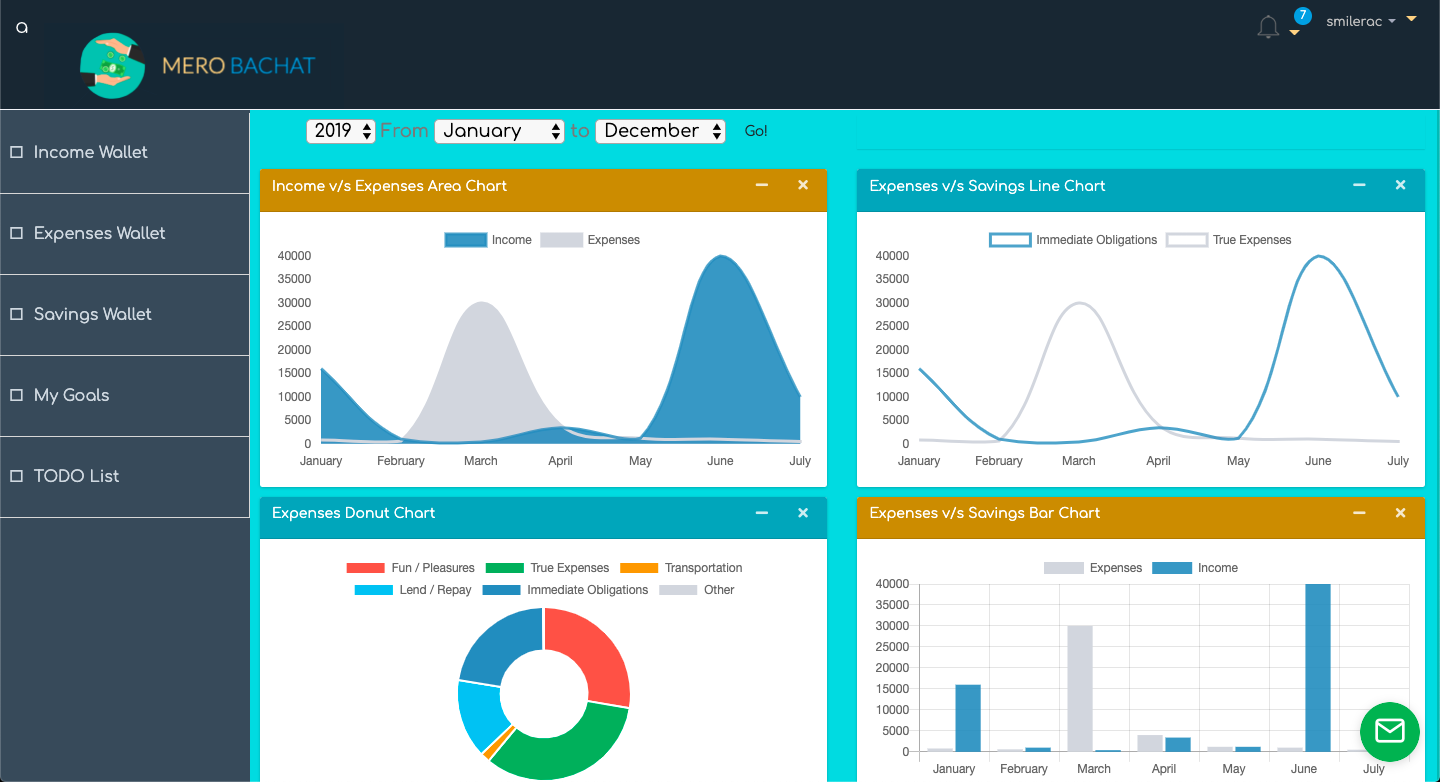 a
7
smilerac
MERO BACHAT
2019 From January to December Go!
Income Wallet
Expenses Wallet
Savings Wallet
My Goals
TODO List
Income v/s Expenses Area Chart
Income Expenses
40000
35000
30000
25000
20000
15000
10000
5000
0
January February March April May June July
Expenses v/s Savings Line Chart
Immediate Obligations True Expenses
40000
35000
30000
25000
20000
15000
10000
5000
0
January February March April May June July
Expenses Donut Chart
Fun / Pleasures True Expenses Transportation
Lend / Repay Immediate Obligations Other
Expenses v/s Savings Bar Chart
Expenses Income
40000
35000
30000
25000
20000
15000
10000
5000
0
January February March April May June July